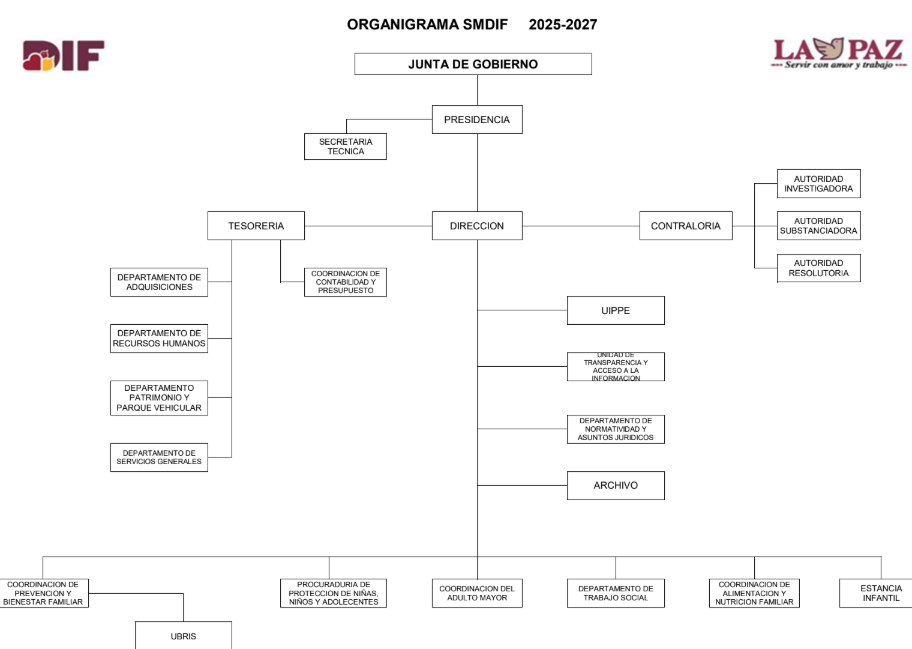 ORGANIGRAMA SMDIF 2025-2027
DIF
LA PAZ
Servir con amor y trabajo
JUNTA DE GOBIERNO
PRESIDENCIA
SECRETARIA
TECNICA
AUTORIDAD
INVESTIGADORA
TESORERIA
DIRECCION
CONTRALORIA
AUTORIDAD
SUBSTANCIADORA
AUTORIDAD
RESOLUTORIA
DEPARTAMENTO DE
ADQUISICIONES
COORDINACION DE
CONTABILIDAD Y
PRESUPUESTO
UIPPE
DEPARTAMENTO DE
RECURSOS HUMANOS
UNIDAD DE
TRANSPARENCIA Y
ACCESO A LA
INFORMACION
DEPARTAMENTO
PATRIMONIO Y
PARQUE VEHICULAR
DEPARTAMENTO DE
NORMATIVIDAD Y
ASUNTOS JURIDICOS
DEPARTAMENTO DE
SERVICIOS GENERALES
ARCHIVO
COORDINACION DE
PREVENCION Y
BIENESTAR FAMILIAR
PROCURADURIA DE
PROTECCION DE NIÑAS,
NIÑOS Y ADOLECENTES
COORDINACION DEL
ADULTO MAYOR
DEPARTAMENTO DE
TRABAJO SOCIAL
COORDINACION DE
ALIMENTACION Y
NUTRICION FAMILIAR
ESTANCIA
INFANTIL
UBRIS